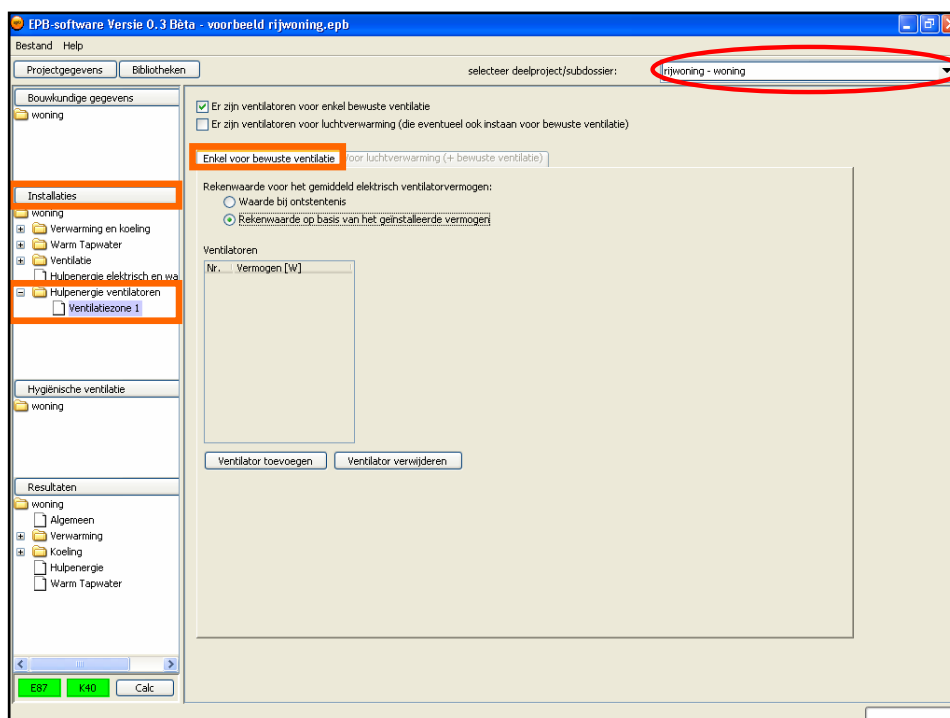 EPB-software Versie 0.3 Bèta - voorbeeld rijwoning.epb
Bestand Help
Projectgegevens Bibliotheken selecteer deelproject/subdossier: rijwoning - woning
Bouwkundige gegevens
woning
Installaties
woning
Verwarming en koeling
Warm Tapwater
Ventilatie
Hulpenergie elektrisch en wa
Hulpenergie ventilatoren
Ventilatiezone 1
Hygiënische ventilatie
woning
Resultaten
woning
Algemeen
Verwarming
Koeling
Hulpenergie
Warm Tapwater
E87 K40 Calc
Er zijn ventilatoren voor enkel bewuste ventilatie
Er zijn ventilatoren voor luchtverwarming (die eventueel ook instaan voor bewuste ventilatie)
Enkel voor bewuste ventilatie voor luchtverwarming (+ bewuste ventilatie)
Rekenwaarde voor het gemiddeld elektrisch ventilatorvermogen:
Waarde bij ontstentenis
Rekenwaarde op basis van het geïnstalleerde vermogen
Ventilatoren
Nr. Vermogen [W]
Ventilator toevoegen Ventilator verwijderen